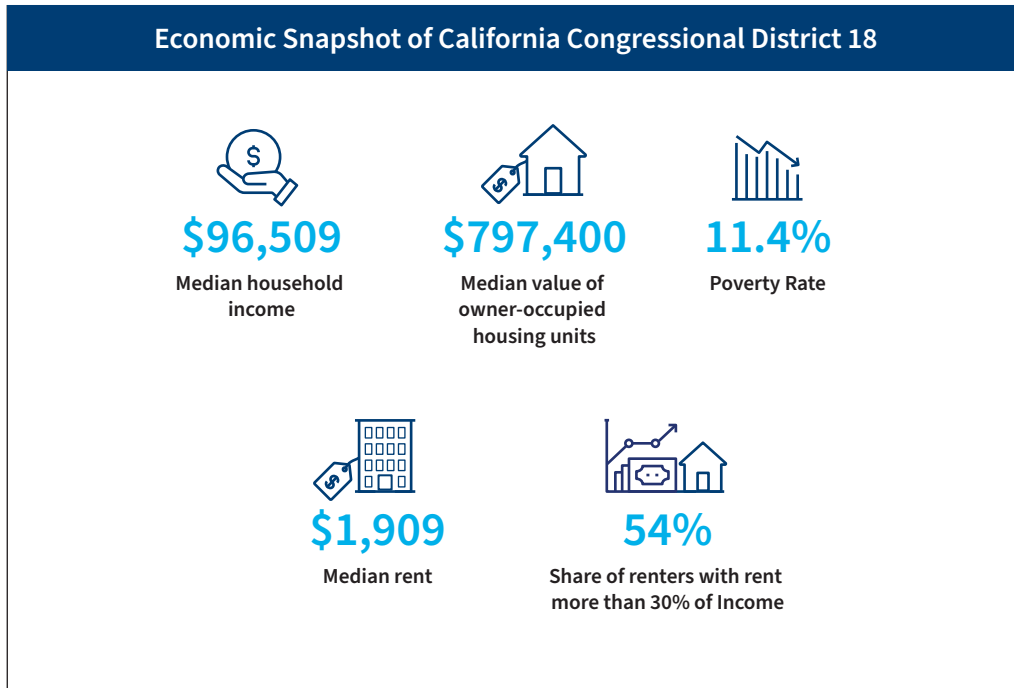 Economic Snapshot of California Congressional District 18
$
$
$96,509
$797,400
11.4%
Median household
income
Median value of
owner-occupied
housing units
Poverty Rate
$
$1,909
54%
Median rent
Share of renters with rent
more than 30% of Income